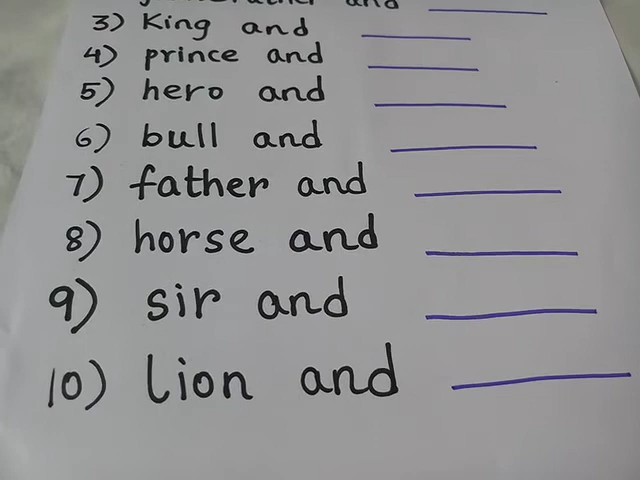 and
3) King and
4) prince and
5) hero and
6) bull and
7) father and
8) horse and
9) sir and
10) lion and